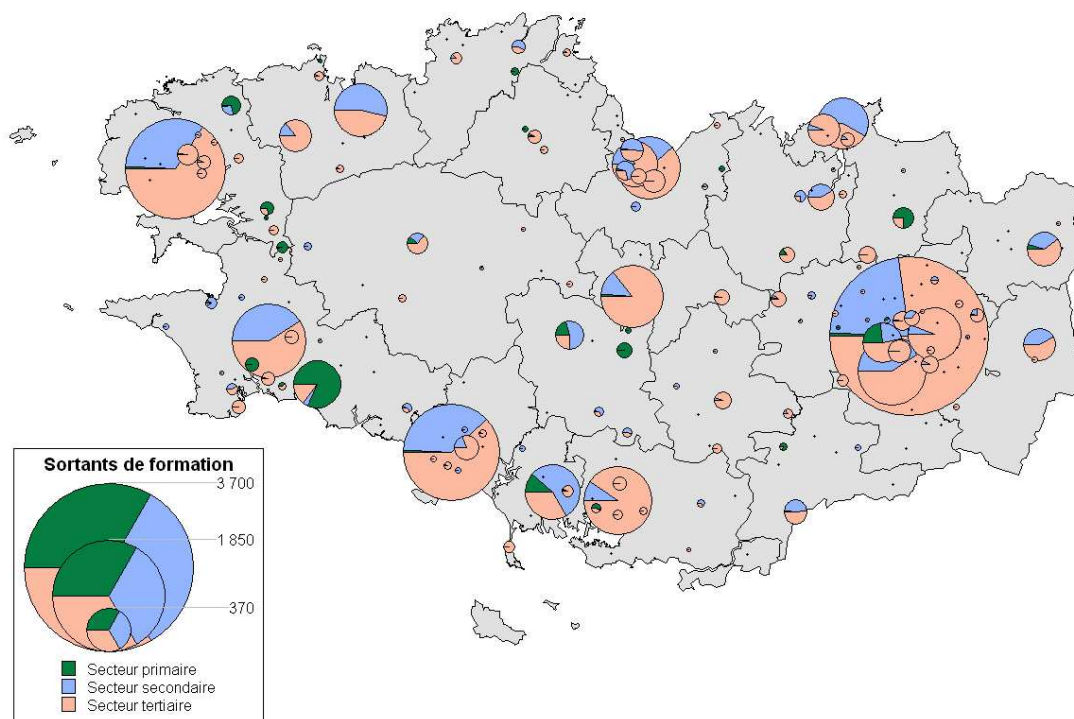 Sortants de formation
3 700
1 850
370
Secteur primaire
Secteur secondaire
Secteur tertiaire